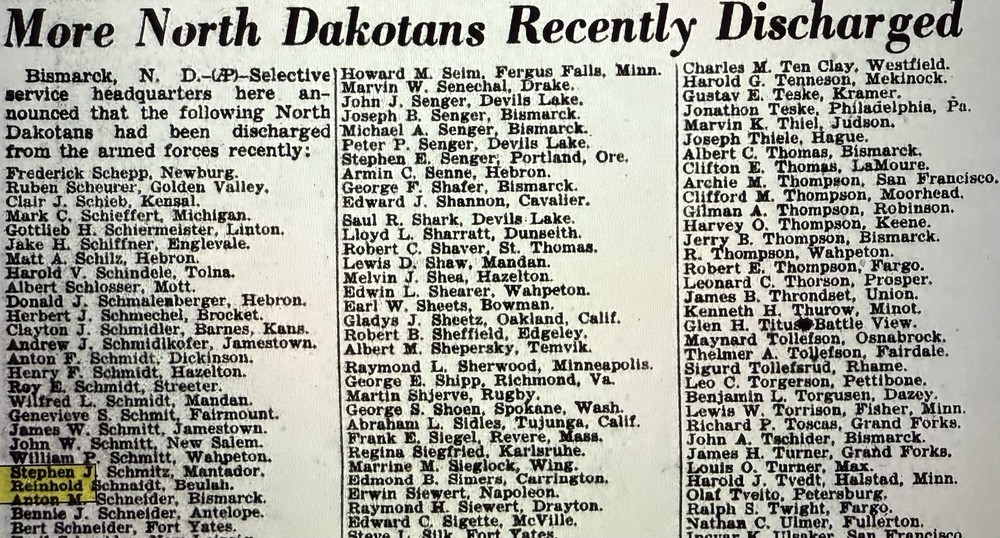 More North Dakotans Recently Discharged
Bismarck, N. D.-(AP)-Selective
service headquarters here an-
nounced that the following North
Dakotans had been discharged
from the armed forces recently:
Frederick Schepp, Newburg.
Ruben Scheurer, Golden Valley.
Clair J. Schieb, Kensal.
Mark C. Schieffert, Michigan.
Gottlieb H. Schiermeister, Linton.
Jake H. Schiffner, Englevale.
Matt A. Schilz, Hebron.
Harold V. Schindele, Tolna.
Albert Schlosser, Mott.
Donald J. Schmalenberger, Hebron.
Herbert J. Schmechel, Brocket.
Clayton J. Schmidler, Barnes, Kans.
Andrew J. Schmidlkofer, Jamestown.
Anton F. Schmidt, Dickinson.
Henry F. Schmidt, Hazelton.
Roy E. Schmidt, Streeter.
Wilfred L. Schmidt, Mandan.
Genevieve S. Schmit, Fairmount.
James W. Schmitt, Jamestown.
John W. Schmitt, New Salem.
William P. Schmitt, Wahpeton.
Stephen J. Schmitz, Mantador.
Reinhold Schnaidt, Beulah.
Anton M. Schneider, Bismarck.
Bennie J. Schneider, Antelope.
Bert Schneider, Fort Yates.
Howard M. Seim, Fergus Falls, Minn.
Marvin W. Senechal, Drake.
John J. Senger, Devils Lake.
Joseph B. Senger, Bismarck.
Michael A. Senger, Bismarck.
Peter P. Senger, Devils Lake.
Stephen E. Senger, Portland, Ore.
Armin C. Senne, Hebron.
George F. Shafer, Bismarck.
Edward J. Shannon, Cavalier.
Saul R. Shark, Devils Lake.
Lloyd L. Sharratt, Dunseith.
Robert C. Shaver, St. Thomas.
Lewis D. Shaw, Mandan.
Melvin J. Shea, Hazelton.
Edwin L. Shearer, Wahpeton.
Earl W. Sheets, Bowman.
Gladys J. Sheetz, Oakland, Calif.
Robert B. Sheffield, Edgeley.
Albert M. Shepersky, Temvik.
Raymond L. Sherwood, Minneapolis.
George E. Shipp, Richmond, Va.
Martin Shjerve, Rugby.
George S. Shoen, Spokane, Wash.
Abraham L. Sidles, Tujunga, Calif.
Frank E. Siegel, Revere, Mass.
Regina Siegfried, Karlsruhe.
Marrine M. Sieglock, Wing.
Edmond B. Simers, Carrington.
Erwin Siewert, Napoleon.
Raymond H. Siewert, Drayton.
Edward C. Sigette, McVille.
Steve L. Silk, Fort Yates.
Charles M. Ten Clay, Westfield.
Harold G. Tenneson, Mekinock.
Gustav E. Teske, Kramer.
Jonathon Teske, Philadelphia, Pa.
Marvin K. Thiel, Judson.
Joseph Thiele, Hague.
Albert C. Thomas, Bismarck.
Clifton E. Thomas, LaMoure.
Archie M. Thompson, San Francisco.
Clifford M. Thompson, Moorhead.
Gilman A. Thompson, Robinson.
Harvey O. Thompson, Keene.
Jerry B. Thompson, Bismarck.
R. Thompson, Wahpeton.
Robert E. Thompson, Fargo.
Leonard C. Thorson, Prosper.
James B. Throndset, Union.
Kenneth H. Thurow, Minot.
Glen H. Titus Battle View.
Maynard Tollefson, Osnabrock.
Thelmer A. Tollefson, Fairdale.
Sigurd Tollefsrud, Rhame.
Leo C. Torgerson, Pettibone.
Benjamin L. Torgusen, Dazey.
Lewis W. Torrison, Fisher, Minn.
Richard P. Toscas, Grand Forks.
John A. Tschider, Bismarck.
James H. Turner, Grand Forks.
Louis O. Turner, Max.
Harold J. Tvedt, Halstad, Minn.
Olaf Tveito, Petersburg.
Ralph S. Twight, Fargo.
Nathan C. Ulmer, Fullerton.
Ingvar K. Ulsaker, San Francisco.